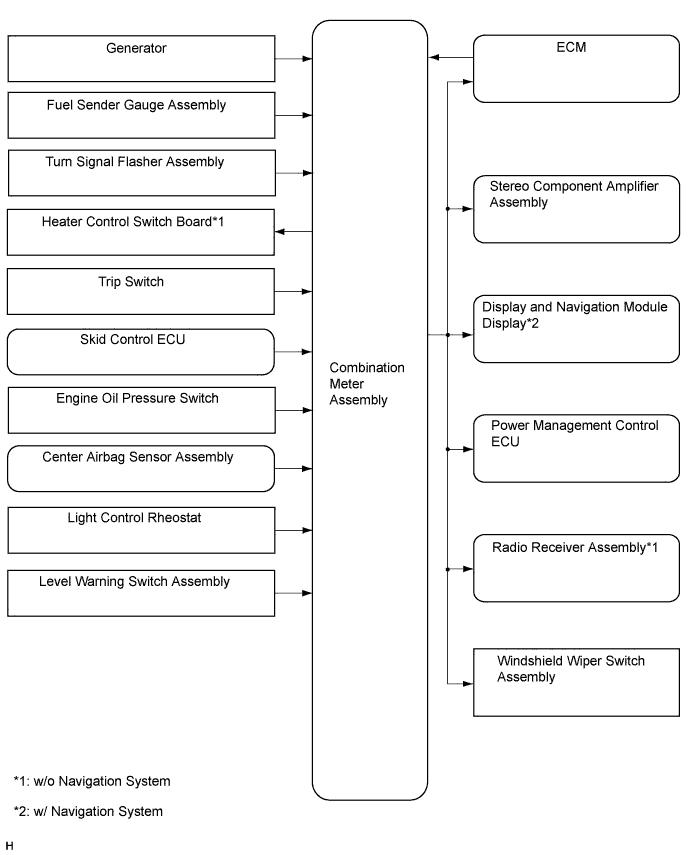 Generator
Fuel Sender Gauge Assembly
Turn Signal Flasher Assembly
Heater Control Switch Board*1
Trip Switch
Skid Control ECU
Engine Oil Pressure Switch
Center Airbag Sensor Assembly
Light Control Rheostat
Level Warning Switch Assembly
Combination
Meter
Assembly
ECM
Stereo Component Amplifier
Assembly
Display and Navigation Module
Display*2
Power Management Control
ECU
Radio Receiver Assembly*1
Windshield Wiper Switch
Assembly
*1: w/o Navigation System
*2: w/ Navigation System
H